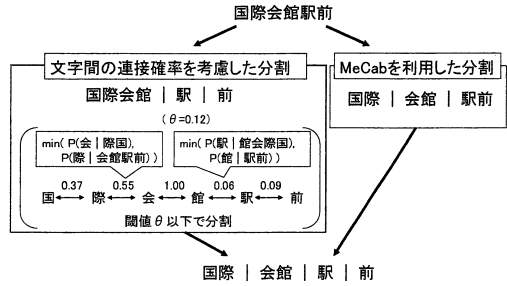 国際会館駅前
文字間の連接確率を考慮した分割
国際会館 | 駅 | 前
(θ=0.12)
min( P(会 | 際国),
P(際 | 会館駅前) )
min( P(駅 | 館会際国),
P(館 | 駅前) )
0.37 0.55 1.00 0.06 0.09
国 際 会 館 駅 前
閾値θ以下で分割
MeCabを利用した分割
国際 | 会館 | 駅前
国際 | 会館 | 駅 | 前